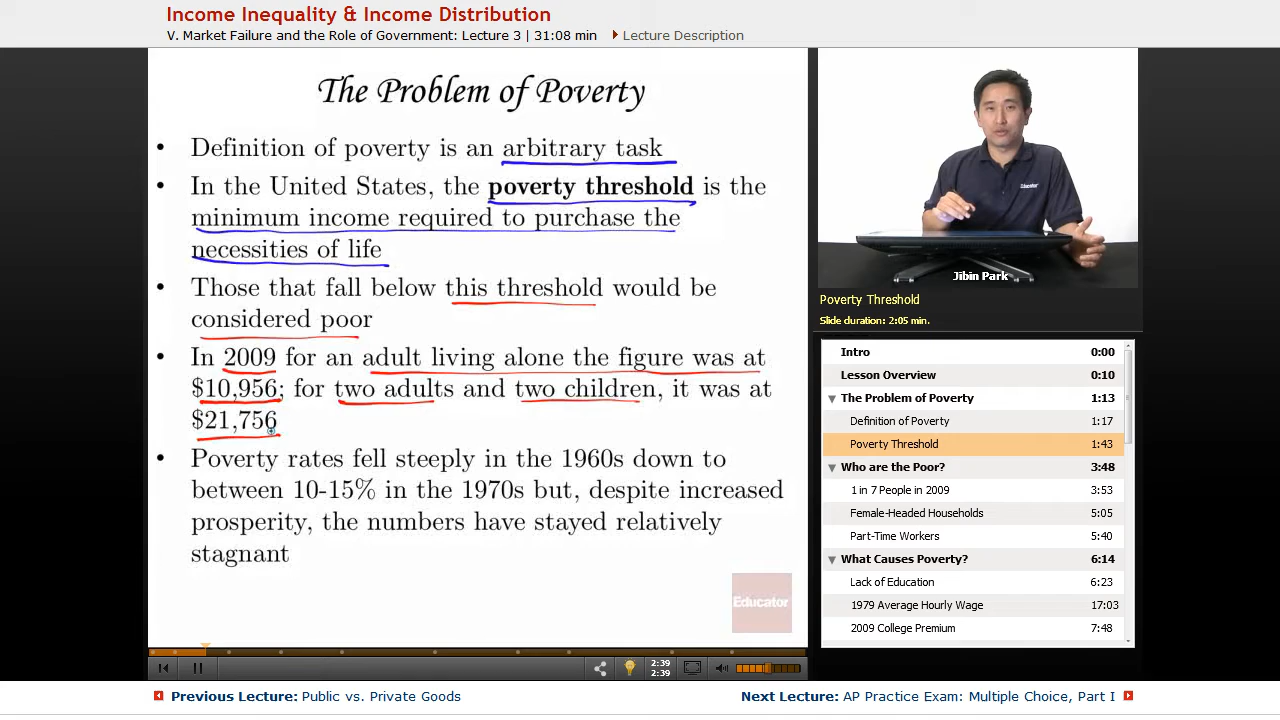 Income Inequality & Income Distribution
V. Market Failure and the Role of Government: Lecture 3 | 31:08 min
Lecture Description
The Problem of Poverty
• Definition of poverty is an arbitrary task
• In the United States, the poverty threshold is the
minimum income required to purchase the
necessities of life
• Those that fall below this threshold would be
considered poor
• In 2009 for an adult living alone the figure was at
$10,956; for two adults and two children, it was at
$21,756
• Poverty rates fell steeply in the 1960s down to
between 10-15% in the 1970s but, despite increased
prosperity, the numbers have stayed relatively
stagnant
Educator
Educator
Jibin Park
Poverty Threshold
Slide duration: 2:05 min.
Intro 0:00
Lesson Overview 0:10
The Problem of Poverty 1:13
Definition of Poverty 1:17
Poverty Threshold 1:43
Who are the Poor? 3:48
1 in 7 People in 2009 3:53
Female-Headed Households 5:05
Part-Time Workers 5:40
What Causes Poverty? 6:14
Lack of Education 6:23
1979 Average Hourly Wage 17:03
2009 College Premium 7:48
2:39
2:39
Previous Lecture: Public vs. Private Goods
Next Lecture: AP Practice Exam: Multiple Choice, Part I